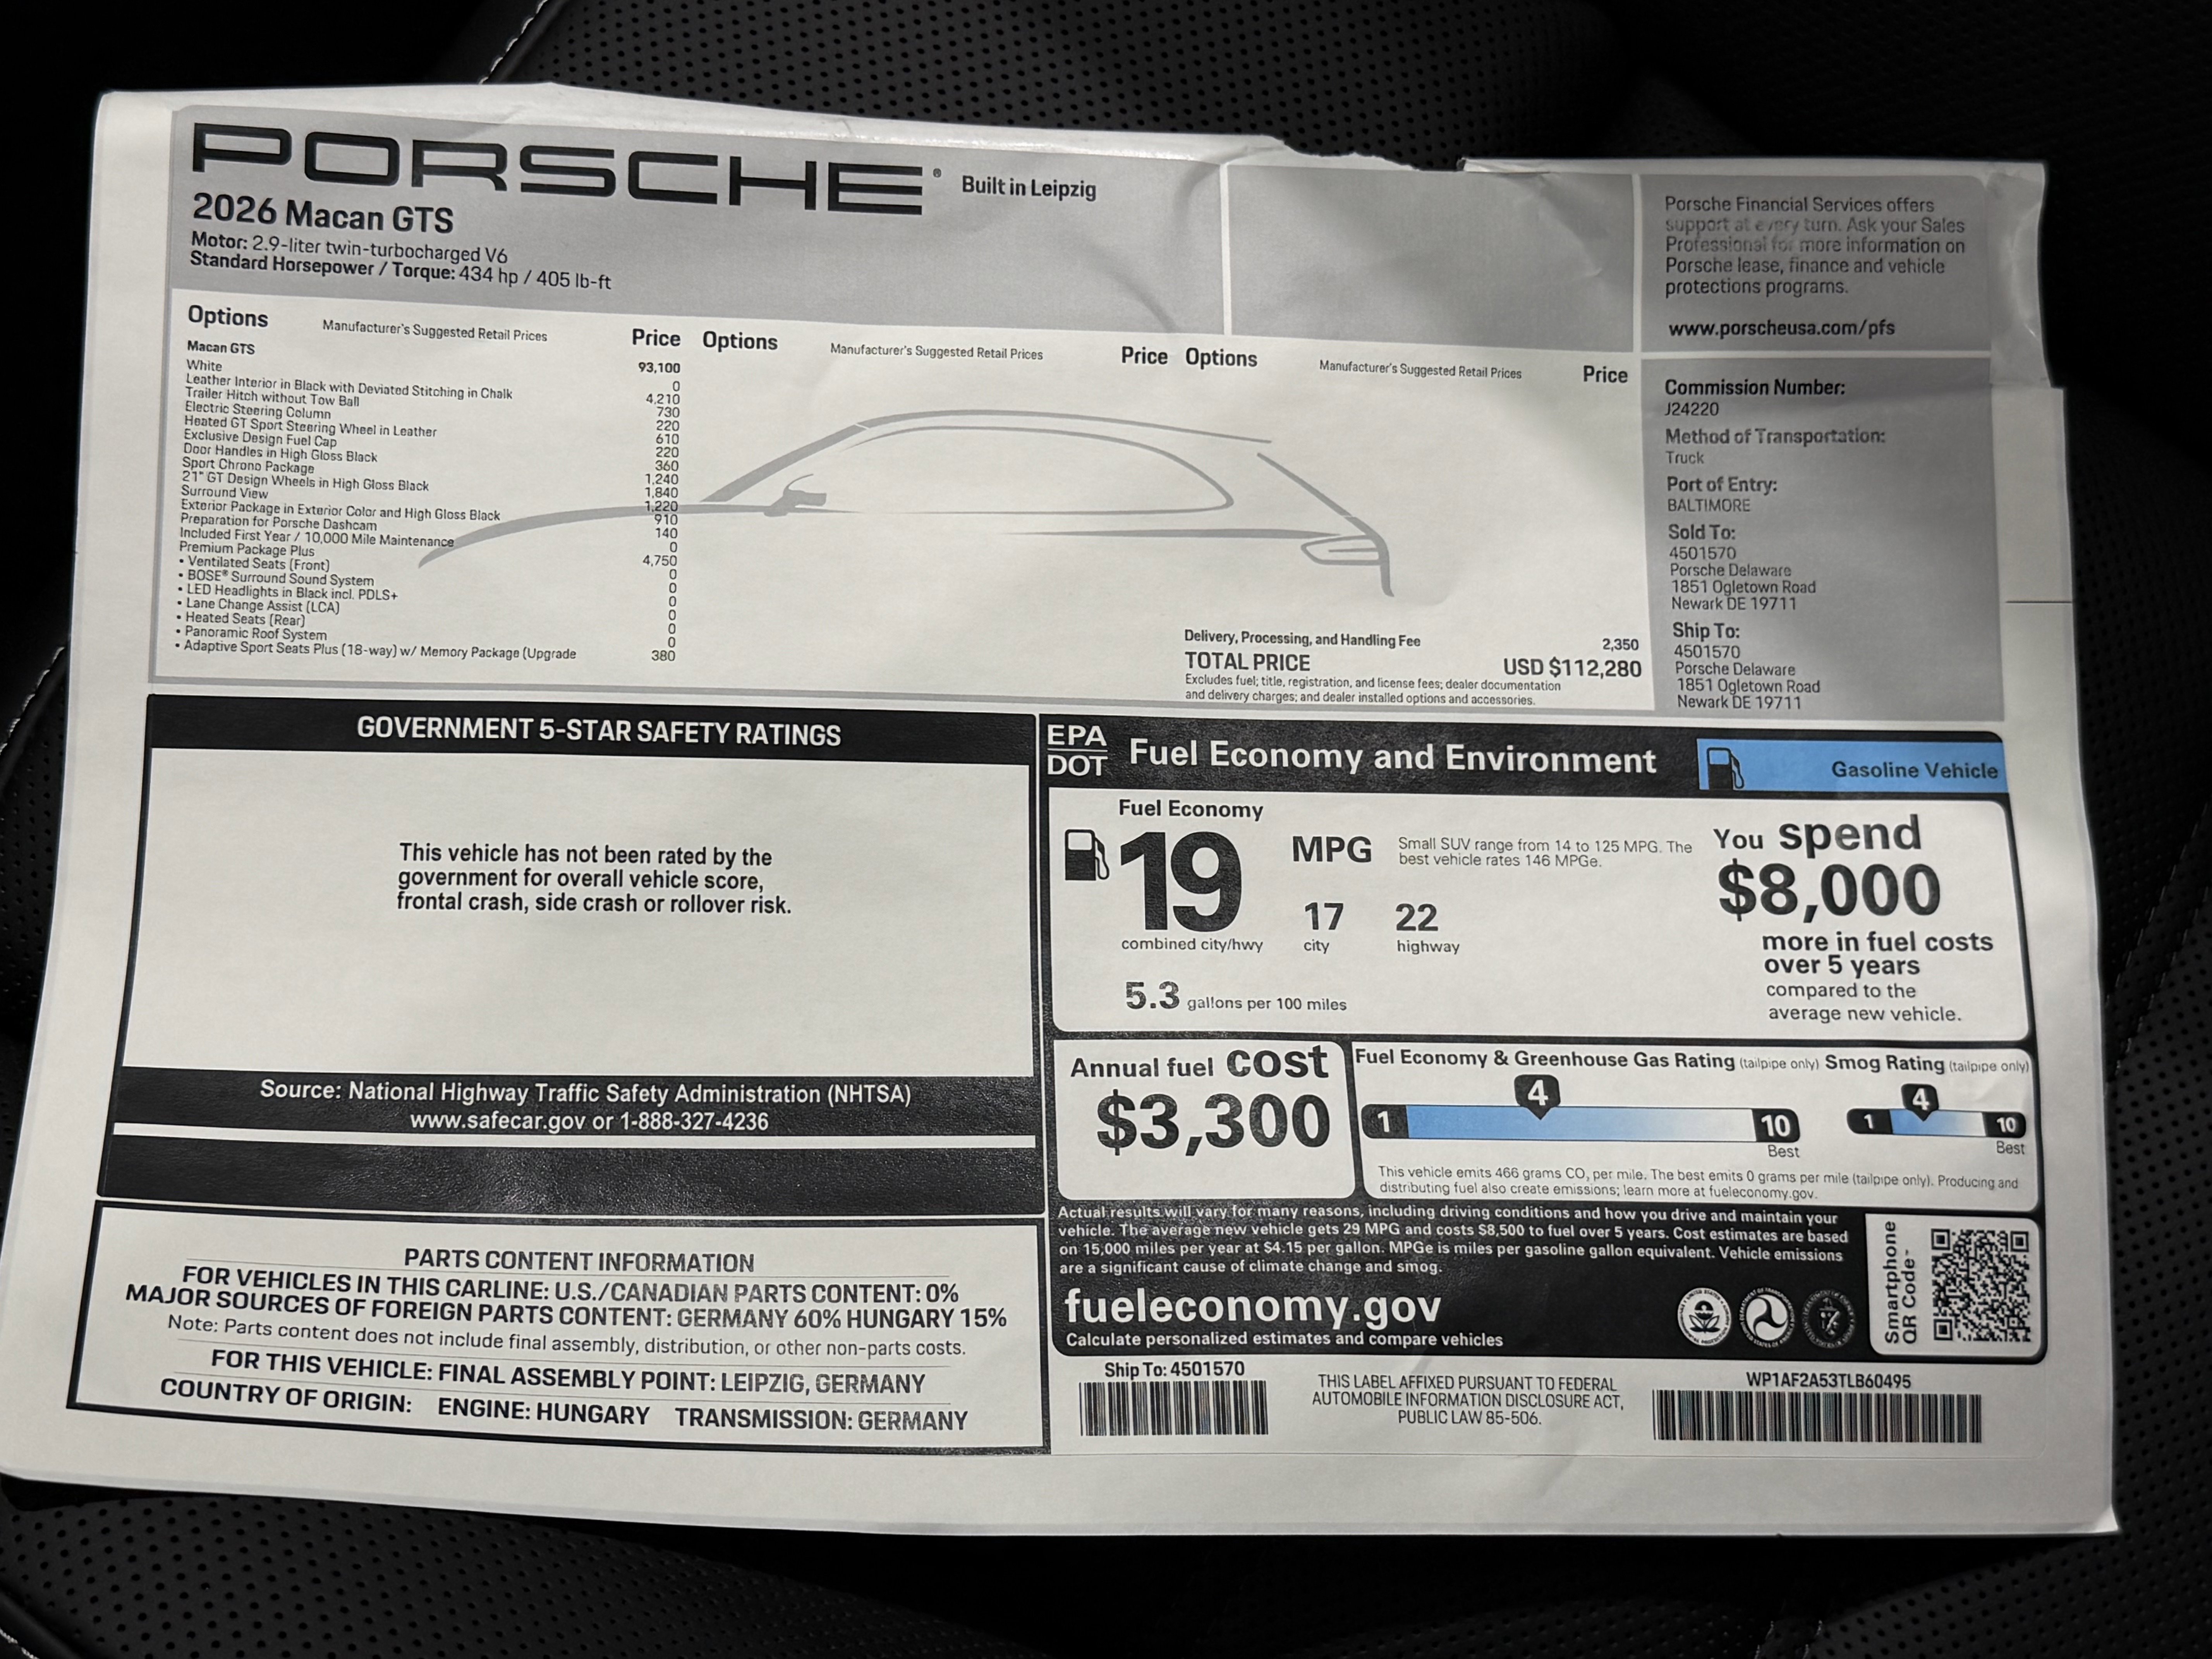 PORSCHE® Built in Leipzig
2026 Macan GTS
Motor: 2.9-liter twin-turbocharged V6
Standard Horsepower / Torque: 434 hp / 405 lb-ft
Options Manufacturer's Suggested Retail Prices Price Options Manufacturer's Suggested Retail Prices Price Options Manufacturer's Suggested Retail Prices Price
Macan GTS 93,100
White 0
Leather Interior in Black with Deviated Stitching in Chalk 4,210
Trailer Hitch without Tow Ball 730
Electric Steering Column 220
Heated GT Sport Steering Wheel in Leather 610
Exclusive Design Fuel Cap 220
Door Handles in High Gloss Black 360
Sport Chrono Package 1,240
21" GT Design Wheels in High Gloss Black 1,840
Surround View 1,220
Exterior Package in Exterior Color and High Gloss Black 910
Preparation for Porsche Dashcam 140
Included First Year / 10,000 Mile Maintenance 0
Premium Package Plus 4,750
• Ventilated Seats (Front) 0
• BOSE® Surround Sound System 0
• LED Headlights in Black incl. PDLS+ 0
• Lane Change Assist (LCA) 0
• Heated Seats (Rear) 0
• Panoramic Roof System 0
• Adaptive Sport Seats Plus (18-way) w/ Memory Package (Upgrade 380
Delivery, Processing, and Handling Fee 2,350
TOTAL PRICE USD $112,280
Excludes fuel; title, registration, and license fees; dealer documentation
and delivery charges; and dealer installed options and accessories.
Porsche Financial Services offers
support at every turn. Ask your Sales
Professional for more information on
Porsche lease, finance and vehicle
protections programs.
www.porscheusa.com/pfs
Commission Number:
J24220
Method of Transportation:
Truck
Port of Entry:
BALTIMORE
Sold To:
4501570
Porsche Delaware
1851 Ogletown Road
Newark DE 19711
Ship To:
4501570
Porsche Delaware
1851 Ogletown Road
Newark DE 19711
GOVERNMENT 5-STAR SAFETY RATINGS
This vehicle has not been rated by the
government for overall vehicle score,
frontal crash, side crash or rollover risk.
Source: National Highway Traffic Safety Administration (NHTSA)
www.safecar.gov or 1-888-327-4236
PARTS CONTENT INFORMATION
FOR VEHICLES IN THIS CARLINE: U.S./CANADIAN PARTS CONTENT: 0%
MAJOR SOURCES OF FOREIGN PARTS CONTENT: GERMANY 60% HUNGARY 15%
Note: Parts content does not include final assembly, distribution, or other non-parts costs.
FOR THIS VEHICLE: FINAL ASSEMBLY POINT: LEIPZIG, GERMANY
COUNTRY OF ORIGIN: ENGINE: HUNGARY TRANSMISSION: GERMANY
EPA
DOT
Fuel Economy and Environment
Gasoline Vehicle
Fuel Economy
19 MPG
Small SUV range from 14 to 125 MPG. The
best vehicle rates 146 MPGe.
17 22
combined city/hwy city highway
5.3 gallons per 100 miles
You spend
$8,000
more in fuel costs
over 5 years
compared to the
average new vehicle.
Annual fuel cost
$3,300
Fuel Economy & Greenhouse Gas Rating (tailpipe only) Smog Rating (tailpipe only)
4 4
1 10 1 10
Best Best
This vehicle emits 466 grams CO2 per mile. The best emits 0 grams per mile (tailpipe only). Producing and
distributing fuel also create emissions; learn more at fueleconomy.gov.
Actual results will vary for many reasons, including driving conditions and how you drive and maintain your
vehicle. The average new vehicle gets 29 MPG and costs $8,500 to fuel over 5 years. Cost estimates are based
on 15,000 miles per year at $4.15 per gallon. MPGe is miles per gasoline gallon equivalent. Vehicle emissions
are a significant cause of climate change and smog.
fueleconomy.gov
Calculate personalized estimates and compare vehicles
Smartphone
QR Code-
Ship To: 4501570
THIS LABEL AFFIXED PURSUANT TO FEDERAL
AUTOMOBILE INFORMATION DISCLOSURE ACT,
PUBLIC LAW 85-506.
WP1AF2A53TLB60495